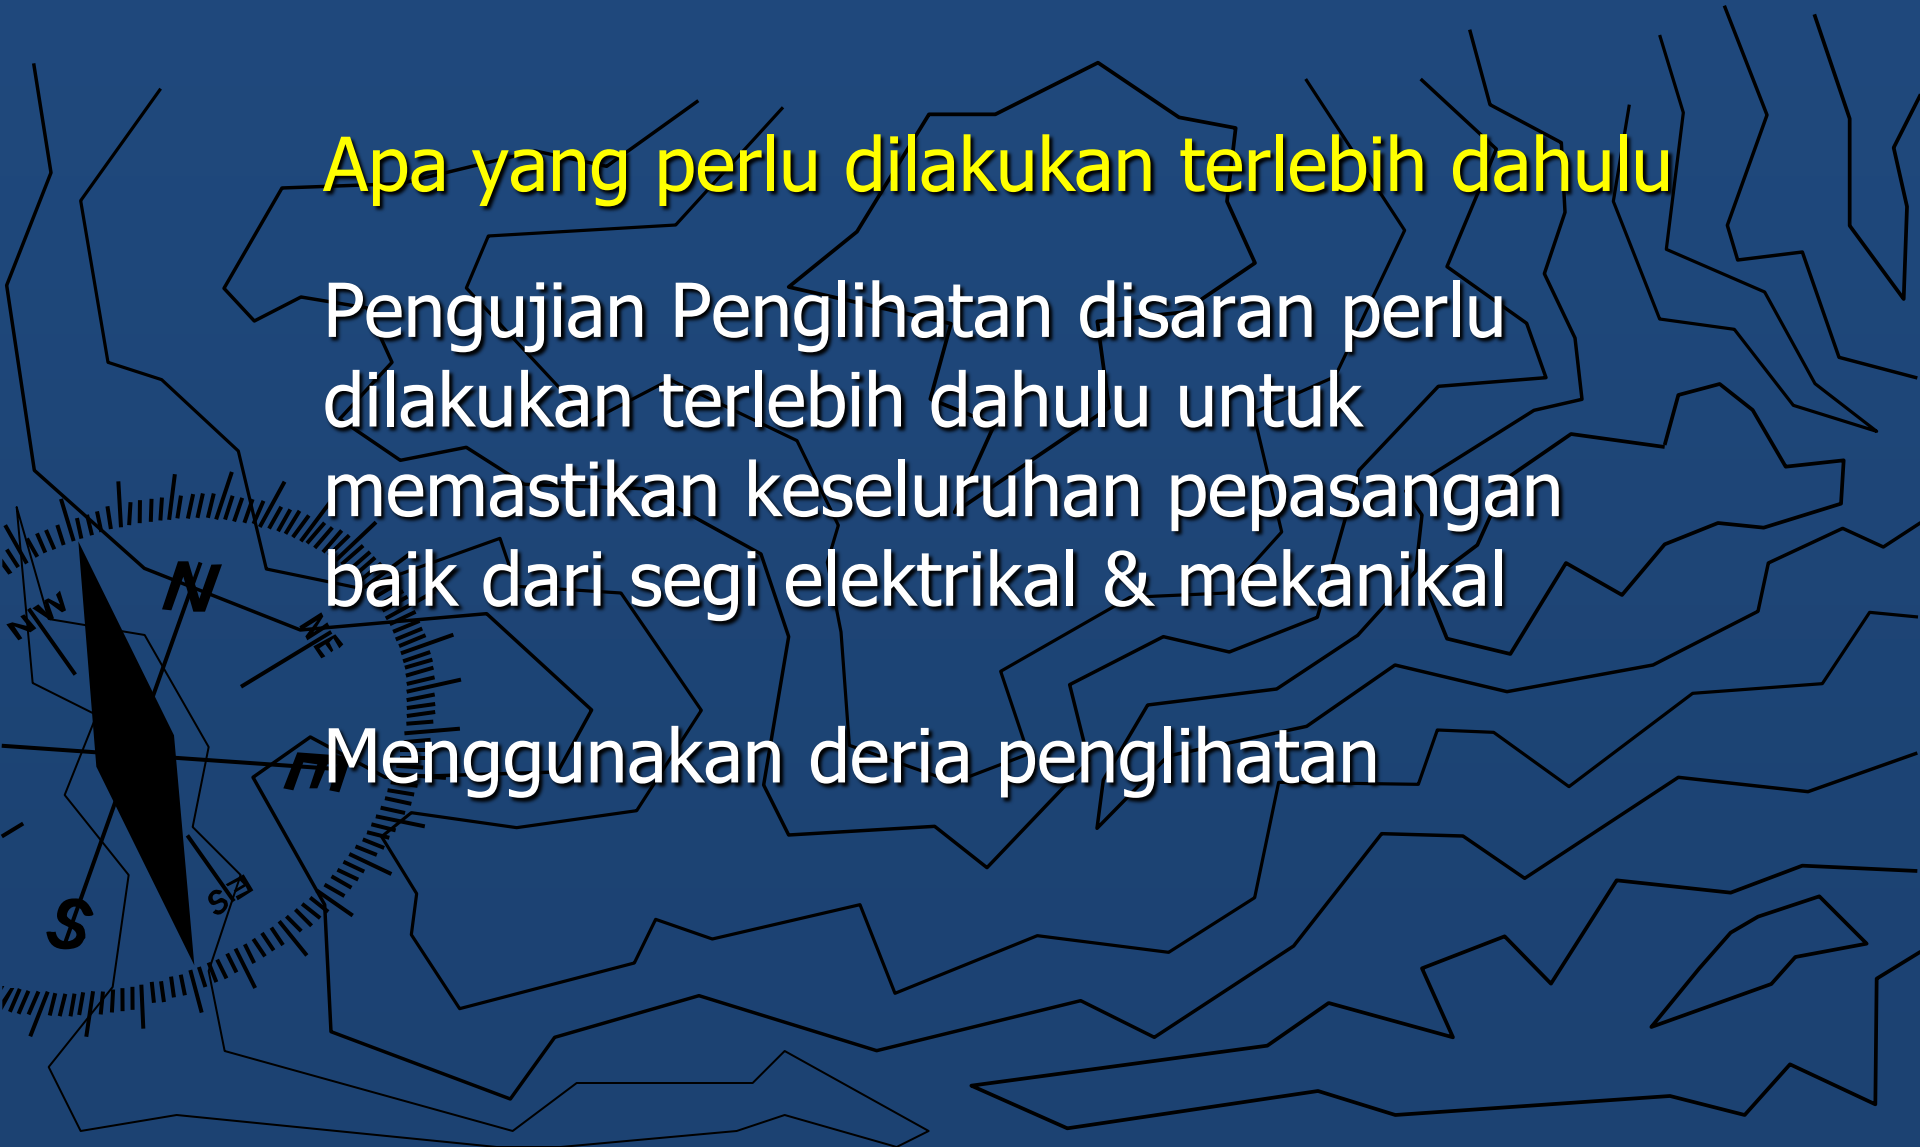 Apa yang perlu dilakukan terlebih dahulu
Pengujian Penglihatan disaran perlu
dilakukan terlebih dahulu untuk
memastikan keseluruhan pepasangan
baik dari segi elektrikal & mekanikal
Menggunakan deria penglihatan
N
NW
NE
E
SE
S